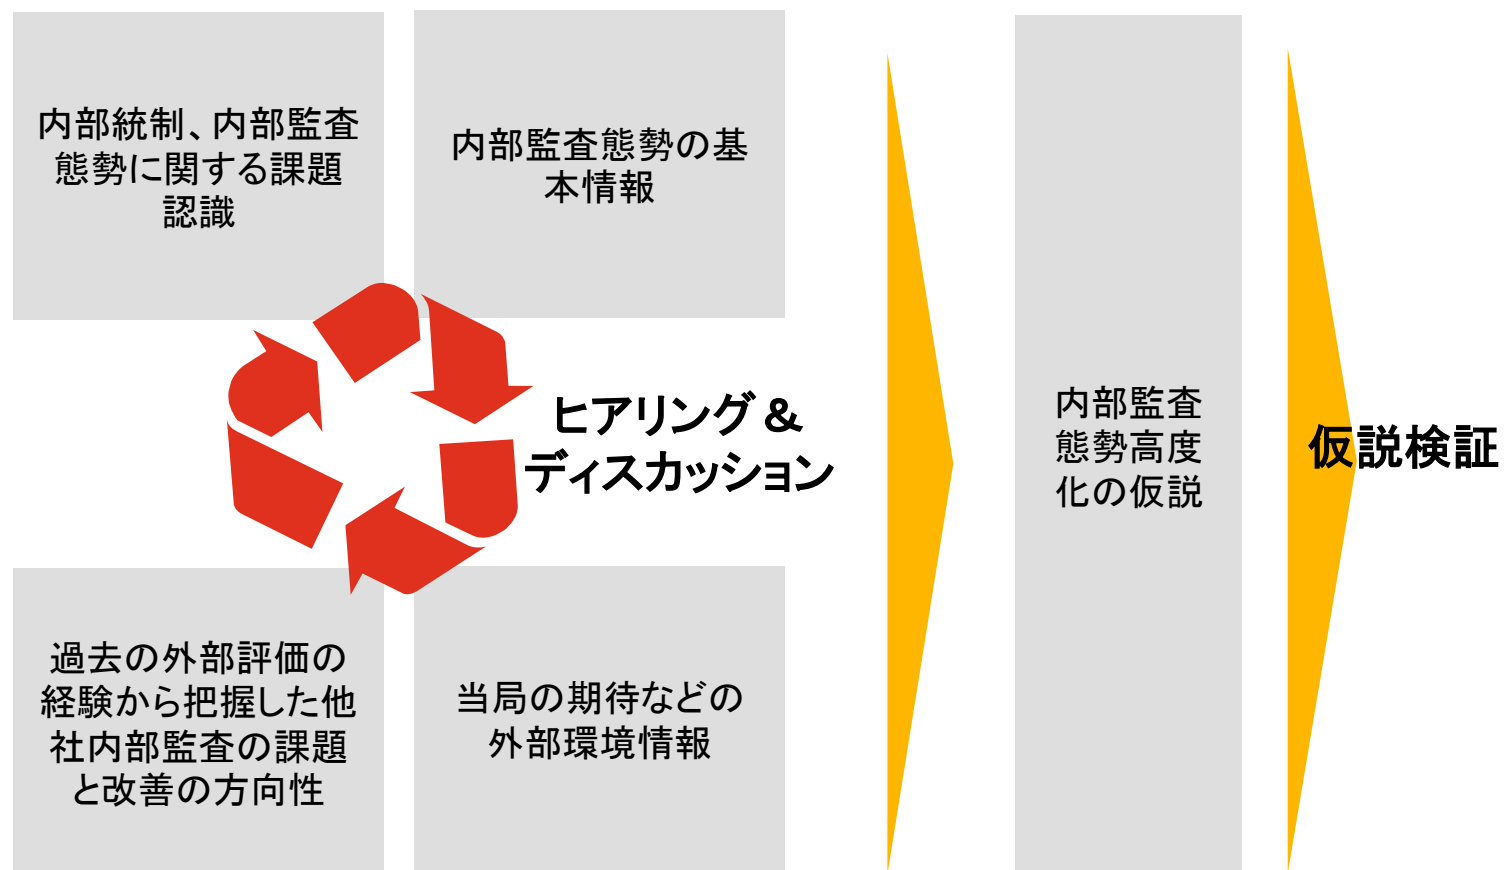 内部統制、内部監査
態勢に関する課題
認識
内部監査態勢の基
本情報
ヒアリング &
ディスカッション
過去の外部評価の
経験から把握した他
社内部監査の課題
と改善の方向性
当局の期待などの
外部環境情報
内部監査
態勢高度
化の仮説
仮説検証